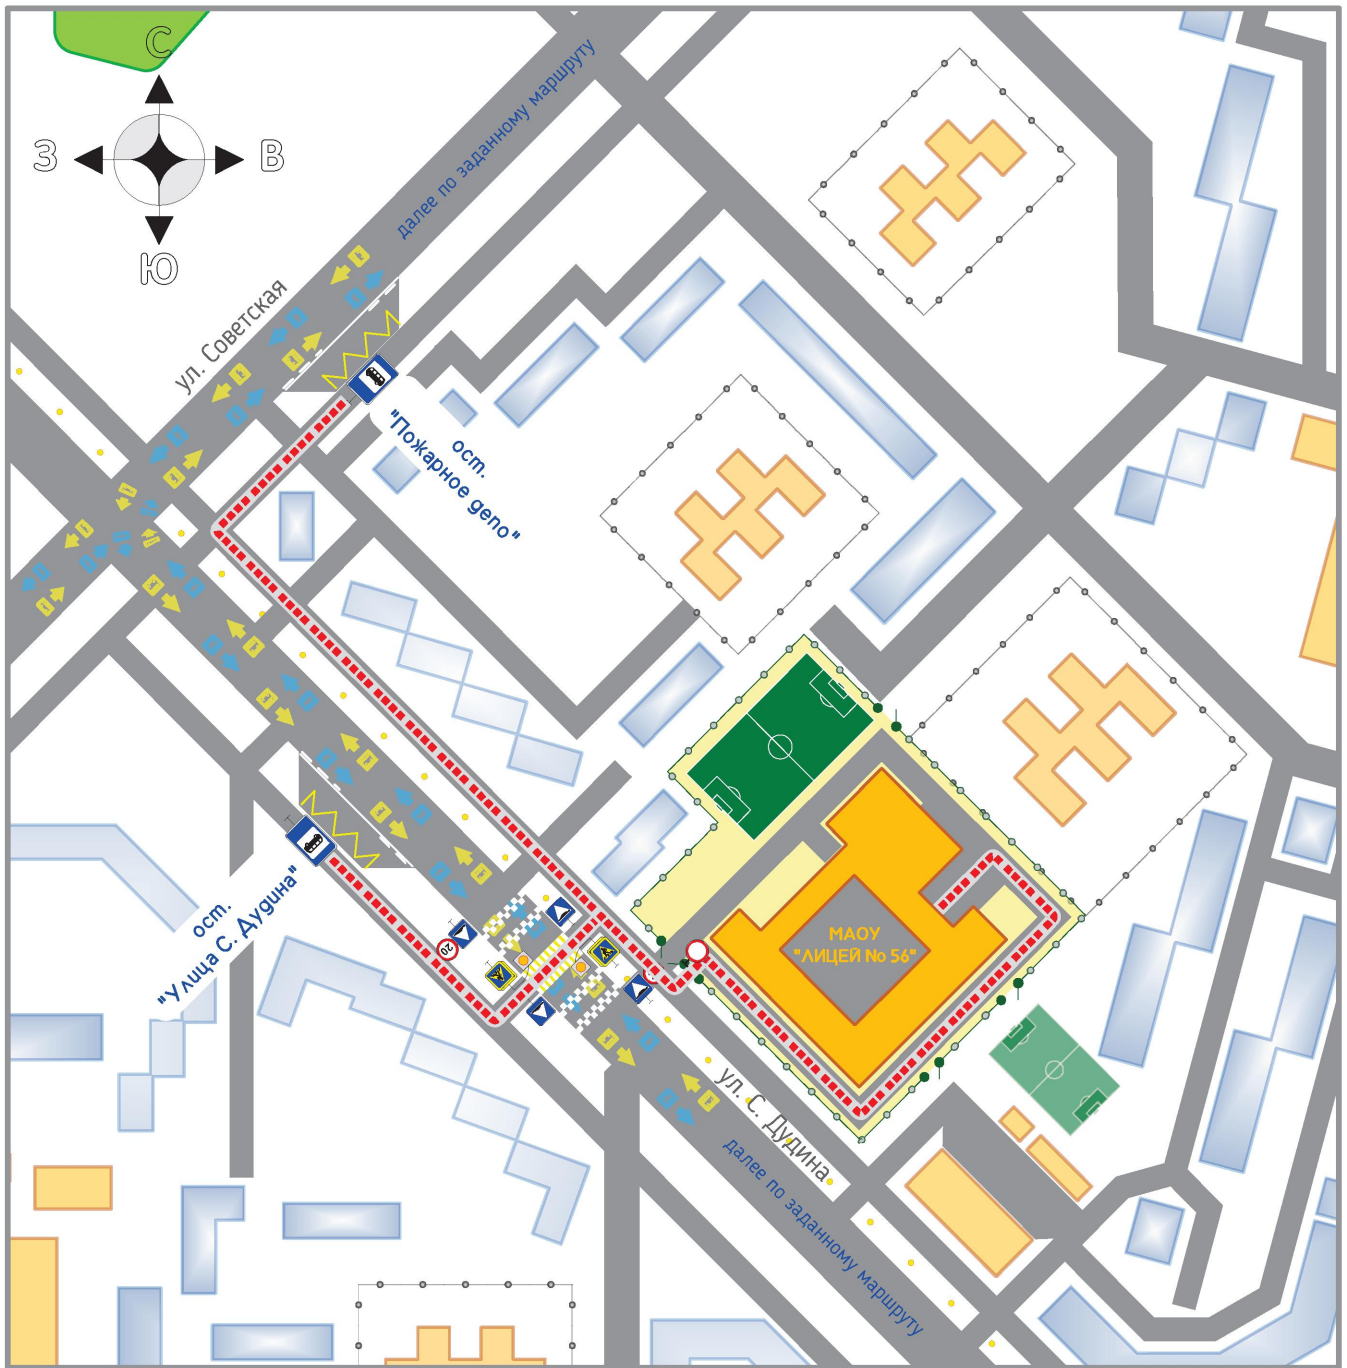 С
З
В
Ю
далее по заданному маршруту
ул. Советская
ост.
"Пожарное депо"
ост.
"Улица С. Дудина"
20
МАОУ
"ЛИЦЕЙ No 56"
ул. С. Дудина
далее по заданному маршруту